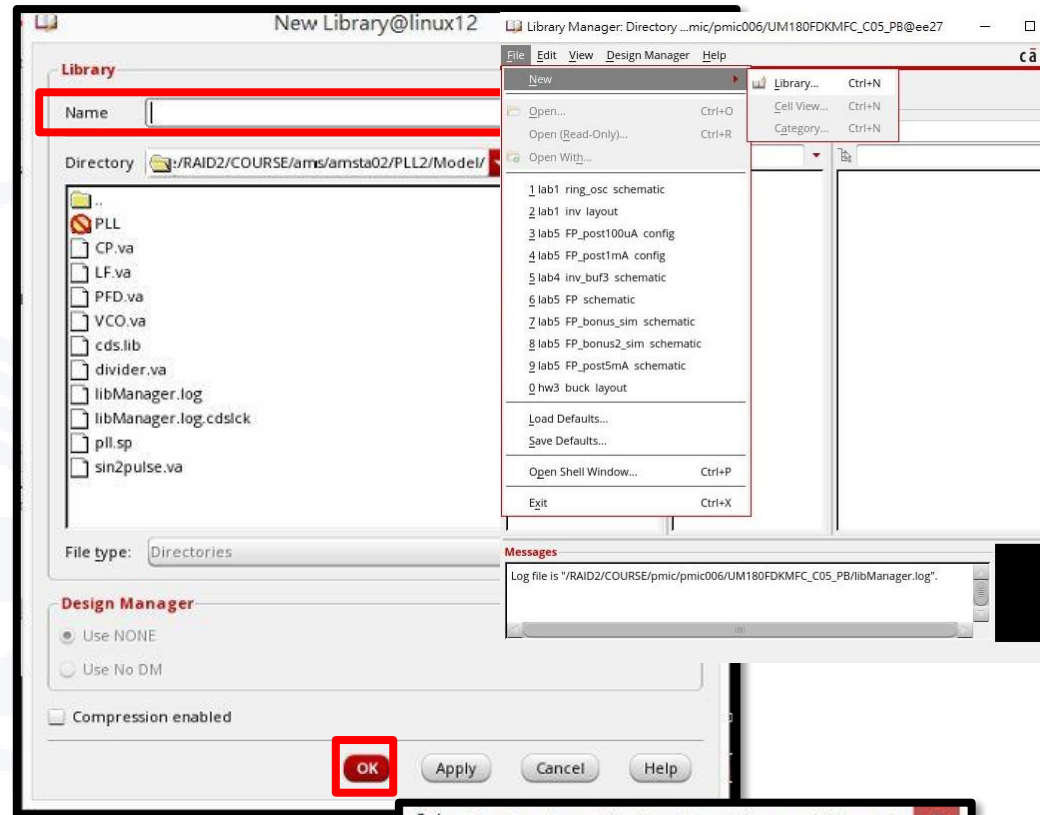 New Library@linux12
Library
Name
Directory :/RAID2/COURSE/ams/amsta02/PLL2/Model/
..
PLL
CP.va
LF.va
PFD.va
VCO.va
cds.lib
divider.va
libManager.log
libManager.log.cdslck
pll.sp
sin2pulse.va
File type: Directories
Design Manager
Use NONE
Use No DM
Compression enabled
OK Apply Cancel Help
Library Manager: Directory ...mic/pmic006/UM180FDKMFC_C05_PB@ee27
File Edit View Design Manager Help
cā
New
Library... Ctrl+N
Cell View... Ctrl+N
Category... Ctrl+N
Open... Ctrl+O
Open (Read-Only)... Ctrl+R
Open With...
1 lab1 ring_osc schematic
2 lab1 inv layout
3 lab5 FP_post100uA config
4 lab5 FP_post1mA config
5 lab4 inv_buf3 schematic
6 lab5 FP schematic
7 lab5 FP_bonus_sim schematic
8 lab5 FP_bonus2_sim schematic
9 lab5 FP_post5mA schematic
0 hw3 buck layout
Load Defaults...
Save Defaults...
Open Shell Window... Ctrl+P
Exit Ctrl+X
Messages
Log file is "/RAID2/COURSE/pmic/pmic006/UM180FDKMFC_C05_PB/libManager.log".